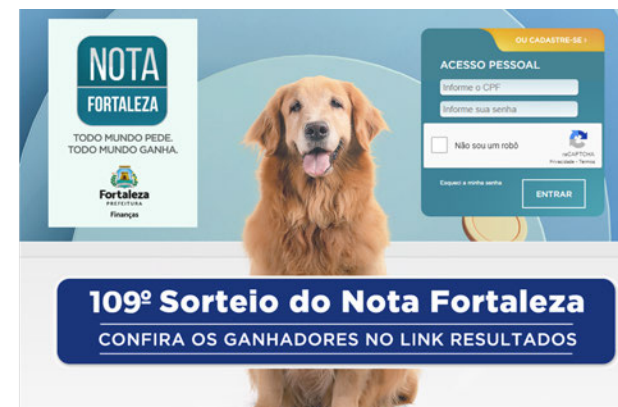 NOTA
FORTALEZA
TODO MUNDO PEDE.
TODO MUNDO GANHA.
Fortaleza
PREFEITURA
Finanças
OU CADASTRE-SE ›
ACESSO PESSOAL
Informe o CPF
Informe sua senha
Não sou um robô
reCAPTCHA
Privacidade - Termos
Esqueci a minha senha
ENTRAR
109º Sorteio do Nota Fortaleza
CONFIRA OS GANHADORES NO LINK RESULTADOS